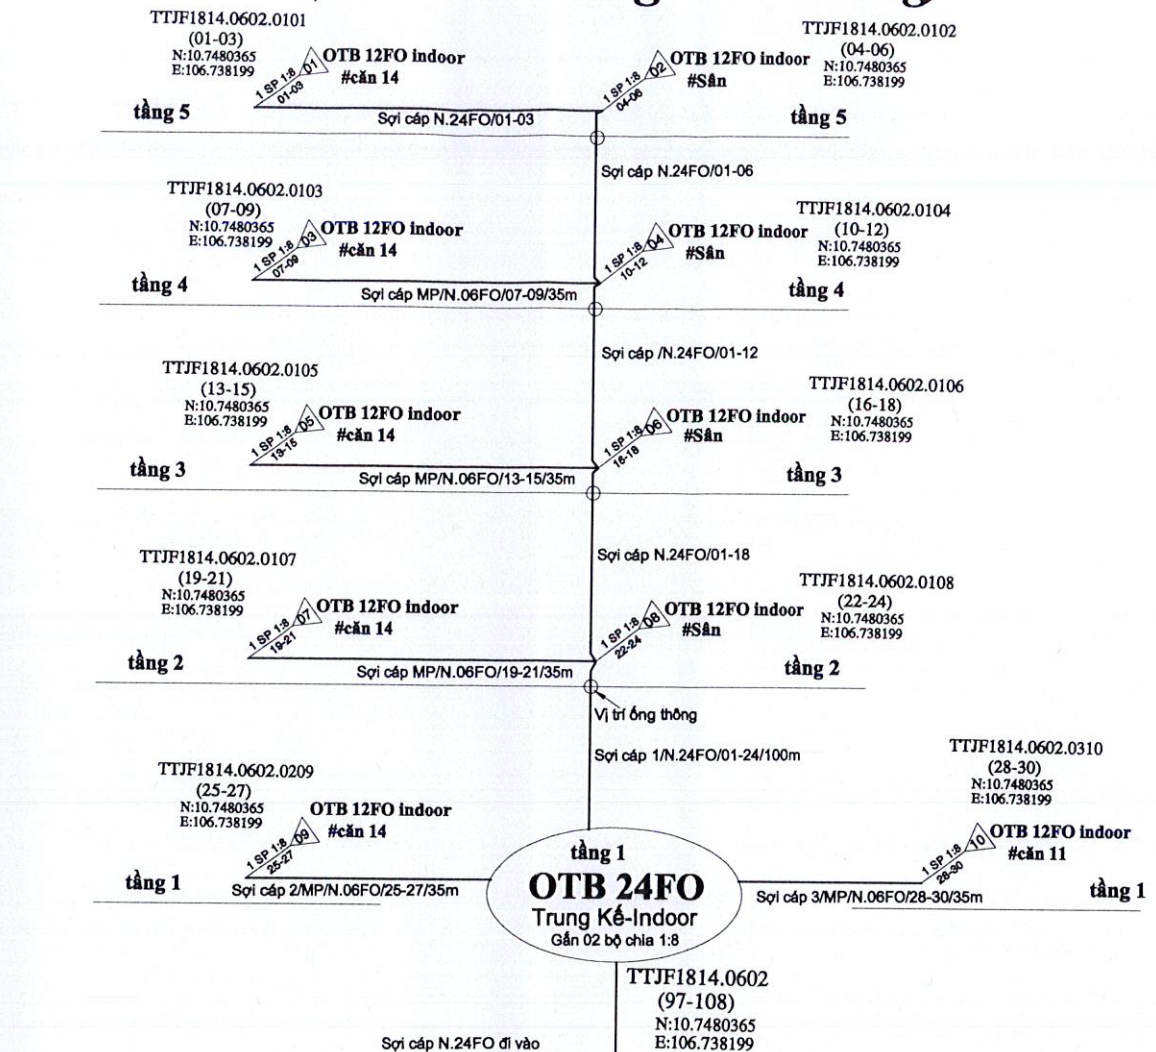 TTJF1814.0602.0101
(01-03)
N:10.7480365
E:106.738199
OTB 12FO indoor
#căn 14
01
1 SP 1:8
01-03
tầng 5
Sợi cáp N.24FO/01-03
TTJF1814.0602.0102
(04-06)
N:10.7480365
E:106.738199
OTB 12FO indoor
#Sân
02
1 SP 1:8
04-06
tầng 5
Sợi cáp N.24FO/01-06
TTJF1814.0602.0103
(07-09)
N:10.7480365
E:106.738199
OTB 12FO indoor
#căn 14
03
1 SP 1:8
07-09
tầng 4
Sợi cáp MP/N.06FO/07-09/35m
TTJF1814.0602.0104
(10-12)
N:10.7480365
E:106.738199
OTB 12FO indoor
#Sân
04
1 SP 1:8
10-12
tầng 4
Sợi cáp /N.24FO/01-12
TTJF1814.0602.0105
(13-15)
N:10.7480365
E:106.738199
OTB 12FO indoor
#căn 14
05
1 SP 1:8
13-15
tầng 3
Sợi cáp MP/N.06FO/13-15/35m
TTJF1814.0602.0106
(16-18)
N:10.7480365
E:106.738199
OTB 12FO indoor
#Sân
06
1 SP 1:8
16-18
tầng 3
Sợi cáp N.24FO/01-18
TTJF1814.0602.0107
(19-21)
N:10.7480365
E:106.738199
OTB 12FO indoor
#căn 14
07
1 SP 1:8
19-21
tầng 2
Sợi cáp MP/N.06FO/19-21/35m
TTJF1814.0602.0108
(22-24)
N:10.7480365
E:106.738199
OTB 12FO indoor
#Sân
08
1 SP 1:8
22-24
tầng 2
Vị trí ống thông
Sợi cáp 1/N.24FO/01-24/100m
TTJF1814.0602.0209
(25-27)
N:10.7480365
E:106.738199
OTB 12FO indoor
#căn 14
09
1 SP 1:8
25-27
tầng 1
Sợi cáp 2/MP/N.06FO/25-27/35m
tầng 1
OTB 24FO
Trung Kế-Indoor
Gắn 02 bộ chia 1:8
TTJF1814.0602.0310
(28-30)
N:10.7480365
E:106.738199
OTB 12FO indoor
#căn 11
10
1 SP 1:8
28-30
tầng 1
Sợi cáp 3/MP/N.06FO/28-30/35m
TTJF1814.0602
(97-108)
N:10.7480365
E:106.738199
Sợi cáp N.24FO đi vào